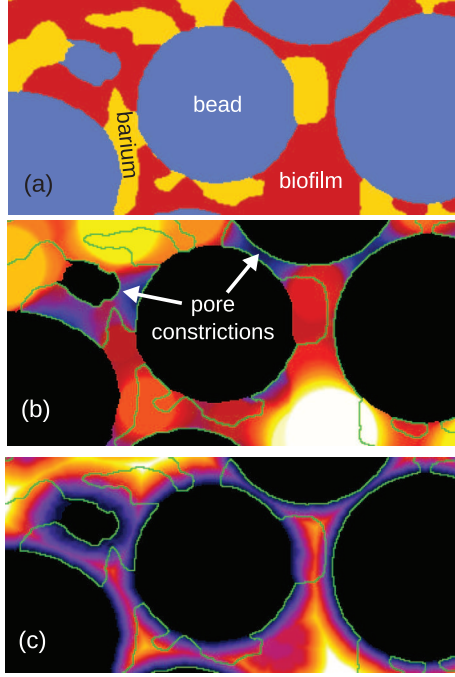 bead
barium
(a)
biofilm
pore
constrictions
(b)
(c)